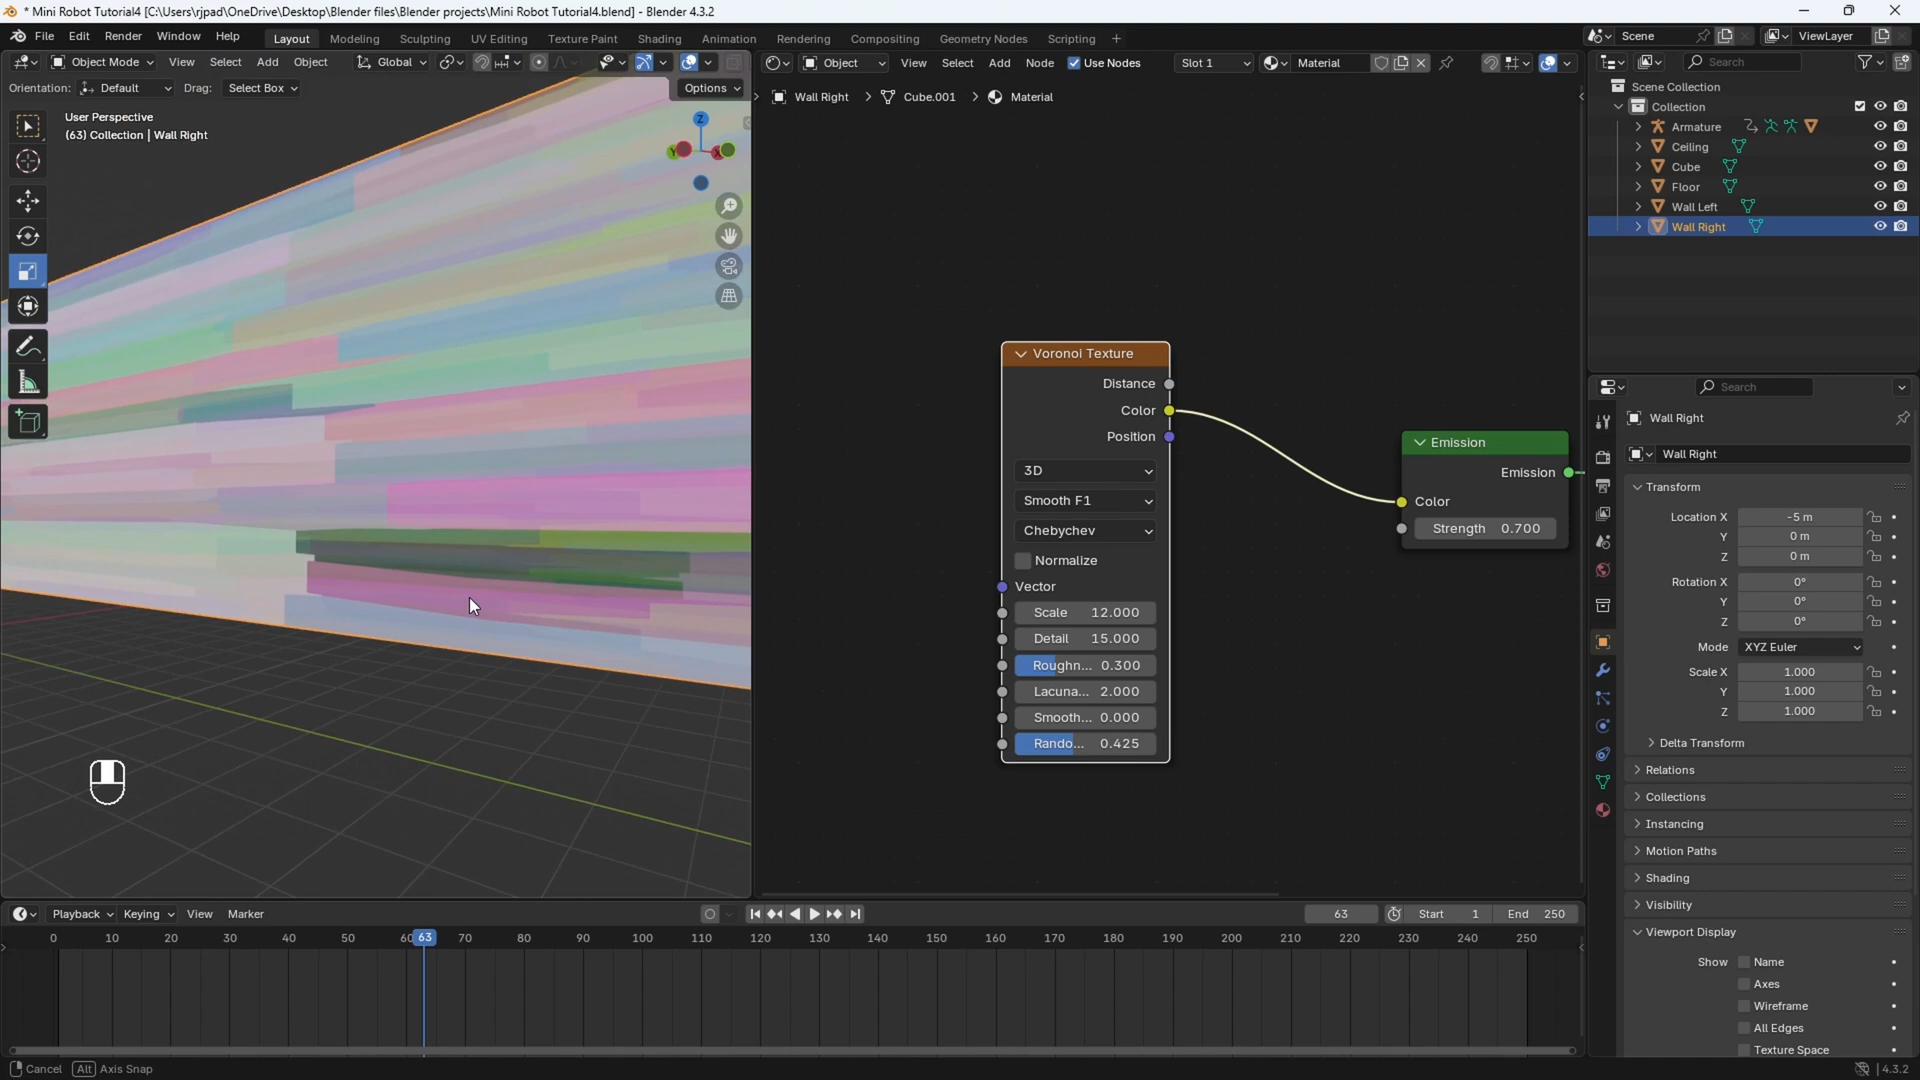 * Mini Robot Tutorial4 [C:\Users\rjpad\OneDrive\Desktop\Blender files\Blender projects\Mini Robot Tutorial4.blend] - Blender 4.3.2
File Edit Render Window Help Layout Modeling Sculpting UV Editing Texture Paint Shading Animation Rendering Compositing Geometry Nodes Scripting + Scene ViewLayer
Object Mode View Select Add Object Global Object View Select Add Node Use Nodes Slot 1 Material Search
Orientation: Default Drag: Select Box Options
Wall Right > Cube.001 > Material
Scene Collection
Collection
Armature
Ceiling
Cube
Floor
Wall Left
Wall Right
User Perspective
(63) Collection | Wall Right
Z
Y
X
Voronoi Texture
Distance
Color
Position
3D
Smooth F1
Chebychev
Normalize
Vector
Scale 12.000
Detail 15.000
Roughn... 0.300
Lacuna... 2.000
Smooth... 0.000
Rando... 0.425
Emission
Emission
Color
Strength 0.700
Search
Wall Right
Wall Right
Transform
Location X -5 m
Y 0 m
Z 0 m
Rotation X 0°
Y 0°
Z 0°
Mode XYZ Euler
Scale X 1.000
Y 1.000
Z 1.000
Delta Transform
Relations
Collections
Instancing
Motion Paths
Shading
Visibility
Viewport Display
Show Name
Axes
Wireframe
All Edges
Texture Space
Playback Keying View Marker 63 Start 1 End 250
0 10 20 30 40 50 60 63 70 80 90 100 110 120 130 140 150 160 170 180 190 200 210 220 230 240 250
Cancel Alt Axis Snap 4.3.2